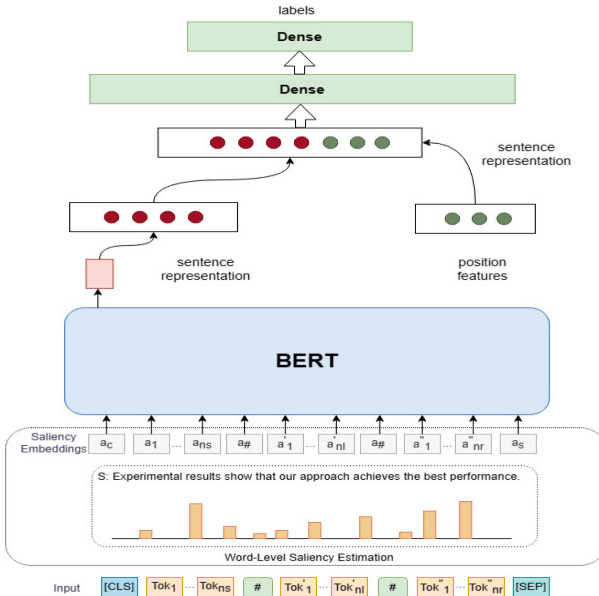 labels
Dense
Dense
sentence
representation
sentence
representation
position
features
BERT
Saliency
Embeddings
a_c a_1 ... a_ns a_# a'_1 ... a'_nl a_# a''_1 ... a''_nr a_s
S: Experimental results show that our approach achieves the best performance.
Word-Level Saliency Estimation
Input [CLS] Tok_1 ... Tok_ns # Tok'_1 ... Tok'_nl # Tok''_1 ... Tok''_nr [SEP]